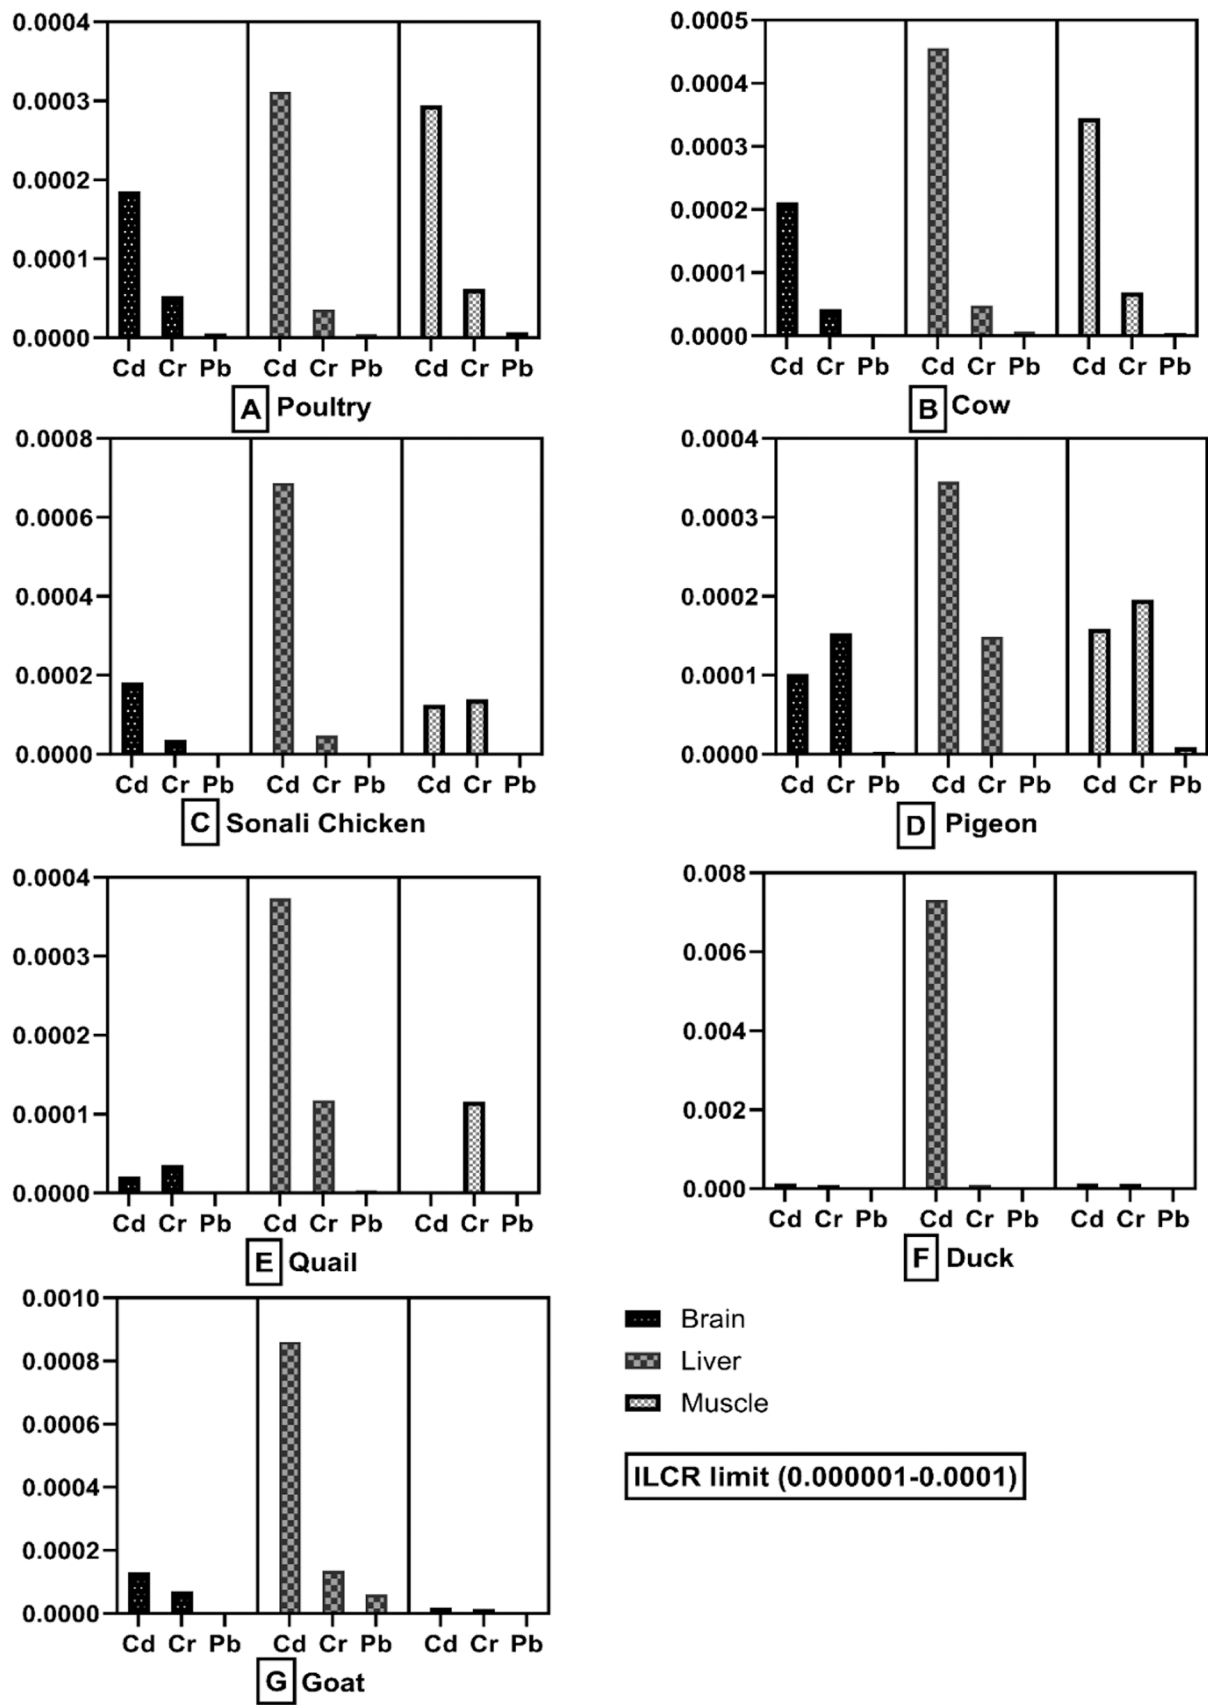 0.0004
0.0003
0.0002
0.0001
0.0000
Cd Cr Pb Cd Cr Pb Cd Cr Pb
A Poultry
0.0005
0.0004
0.0003
0.0002
0.0001
0.0000
Cd Cr Pb Cd Cr Pb Cd Cr Pb
B Cow
0.0008
0.0006
0.0004
0.0002
0.0000
Cd Cr Pb Cd Cr Pb Cd Cr Pb
C Sonali Chicken
0.0004
0.0003
0.0002
0.0001
0.0000
Cd Cr Pb Cd Cr Pb Cd Cr Pb
D Pigeon
0.0004
0.0003
0.0002
0.0001
0.0000
Cd Cr Pb Cd Cr Pb Cd Cr Pb
E Quail
0.008
0.006
0.004
0.002
0.000
Cd Cr Pb Cd Cr Pb Cd Cr Pb
F Duck
0.0010
0.0008
0.0006
0.0004
0.0002
0.0000
Cd Cr Pb Cd Cr Pb Cd Cr Pb
G Goat
Brain
Liver
Muscle
ILCR limit (0.000001-0.0001)